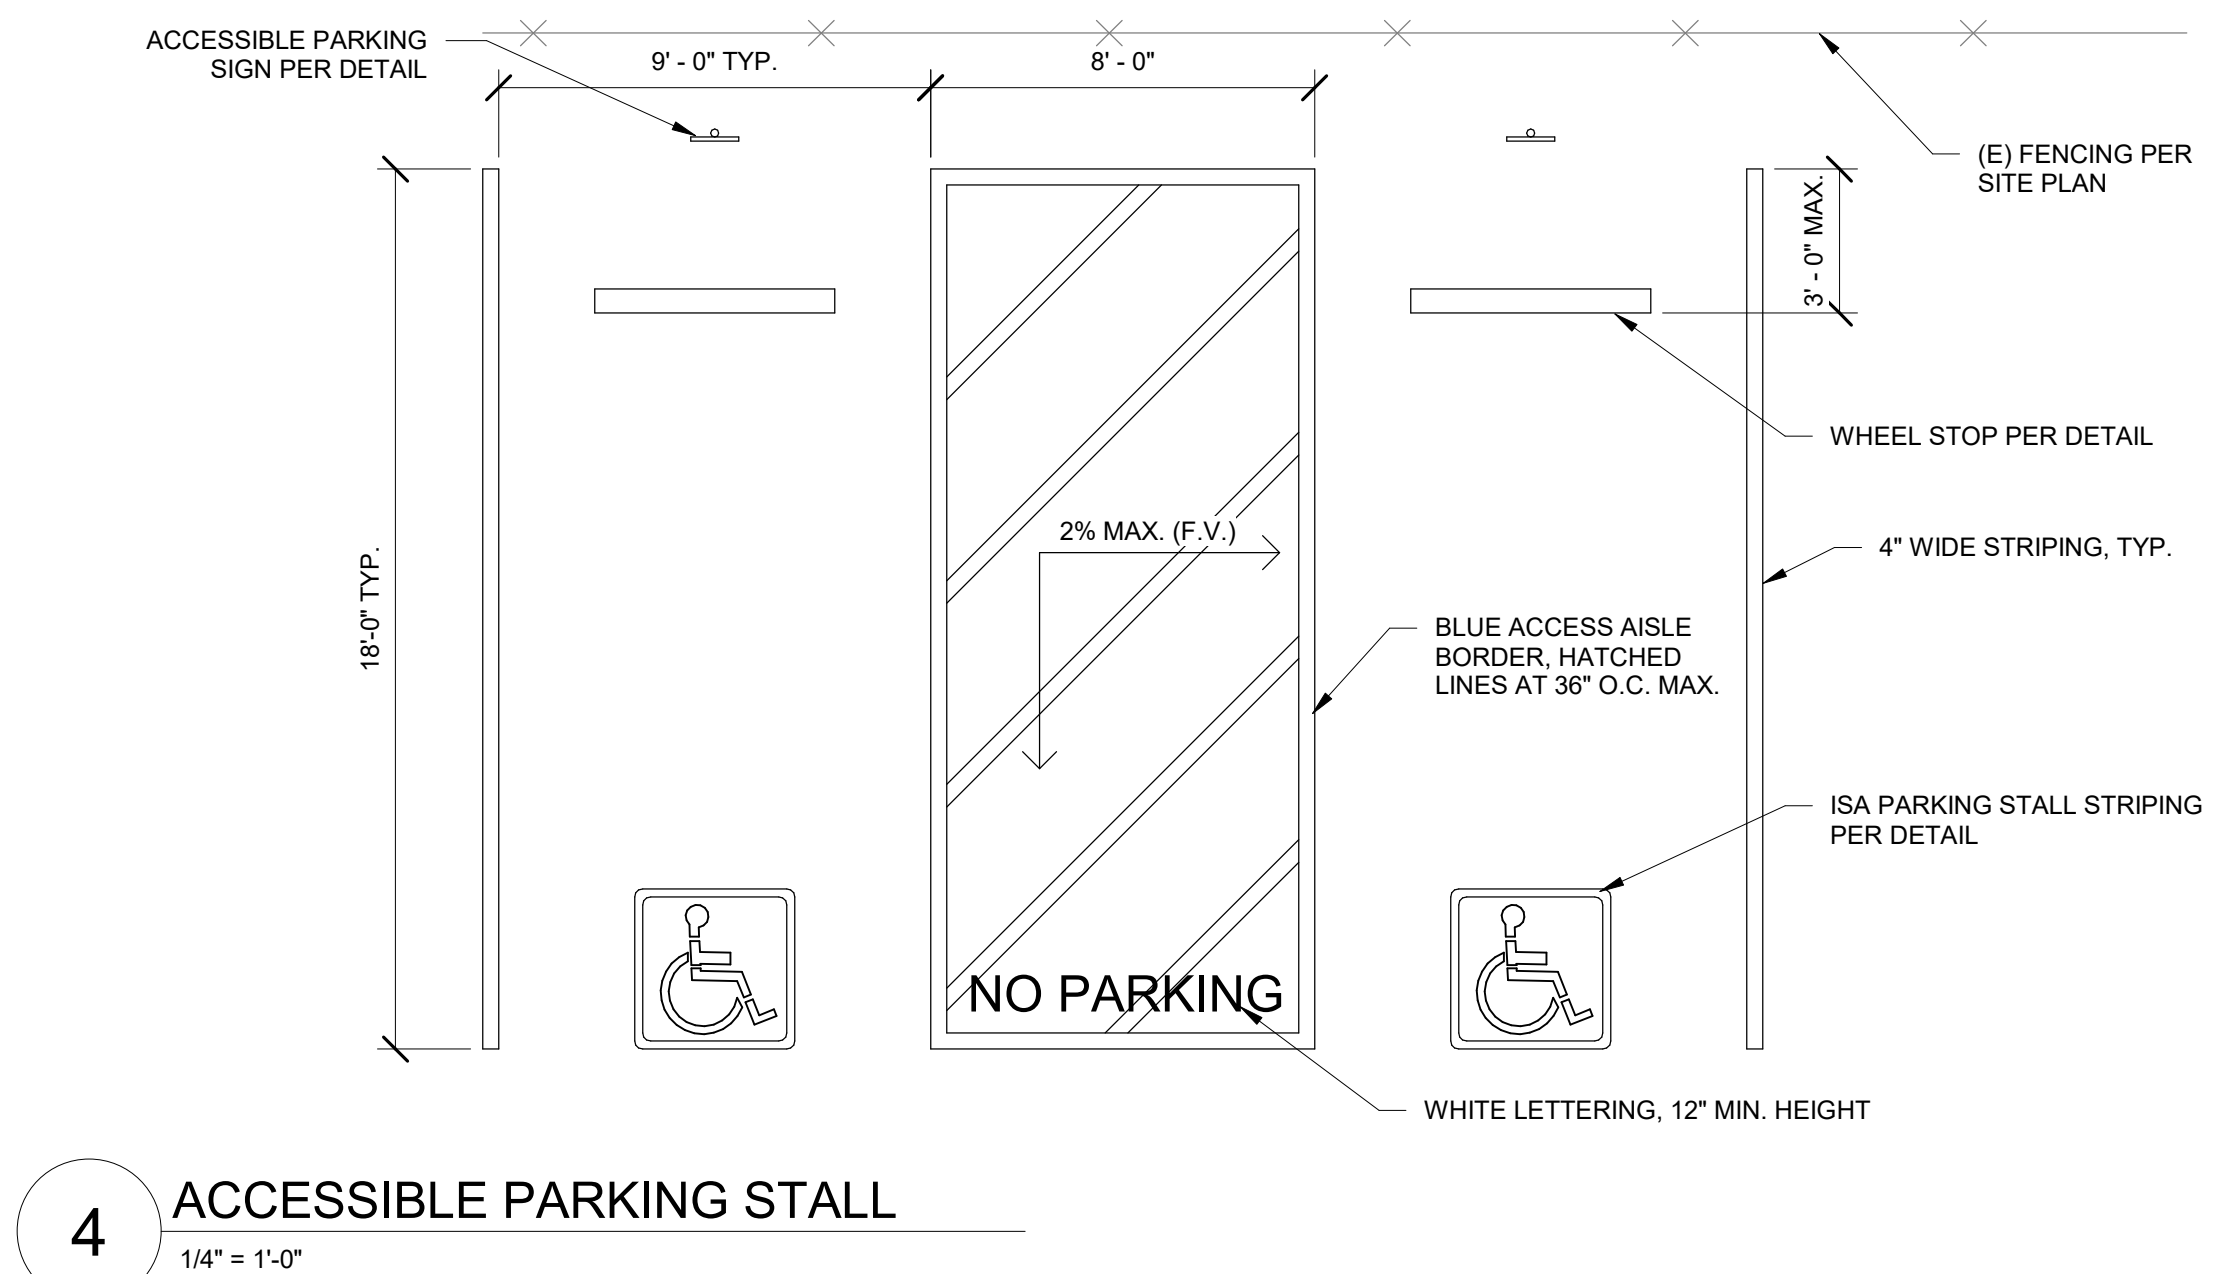 ACCESSIBLE PARKING
SIGN PER DETAIL
9' - 0" TYP.
8' - 0"
(E) FENCING PER
SITE PLAN
3' - 0" MAX.
WHEEL STOP PER DETAIL
2% MAX. (F.V.)
4" WIDE STRIPING, TYP.
18'-0" TYP.
BLUE ACCESS AISLE
BORDER, HATCHED
LINES AT 36" O.C. MAX.
ISA PARKING STALL STRIPING
PER DETAIL
NO PARKING
WHITE LETTERING, 12" MIN. HEIGHT
4
ACCESSIBLE PARKING STALL
1/4" = 1'-0"